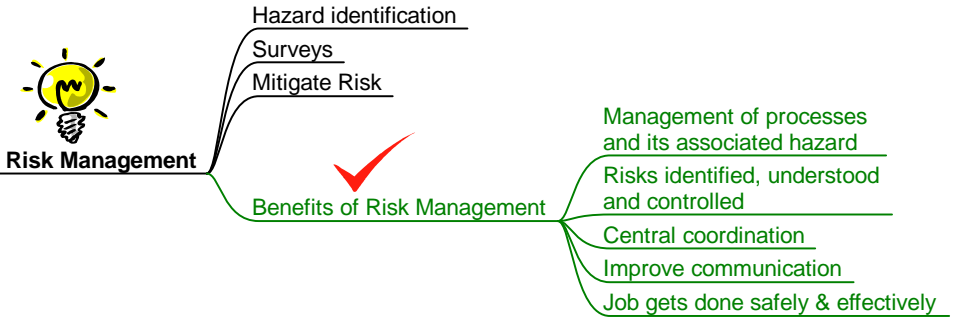 Hazard identification
Surveys
Mitigate Risk
Risk Management
Benefits of Risk Management
Management of processes
and its associated hazard
Risks identified, understood
and controlled
Central coordination
Improve communication
Job gets done safely & effectively